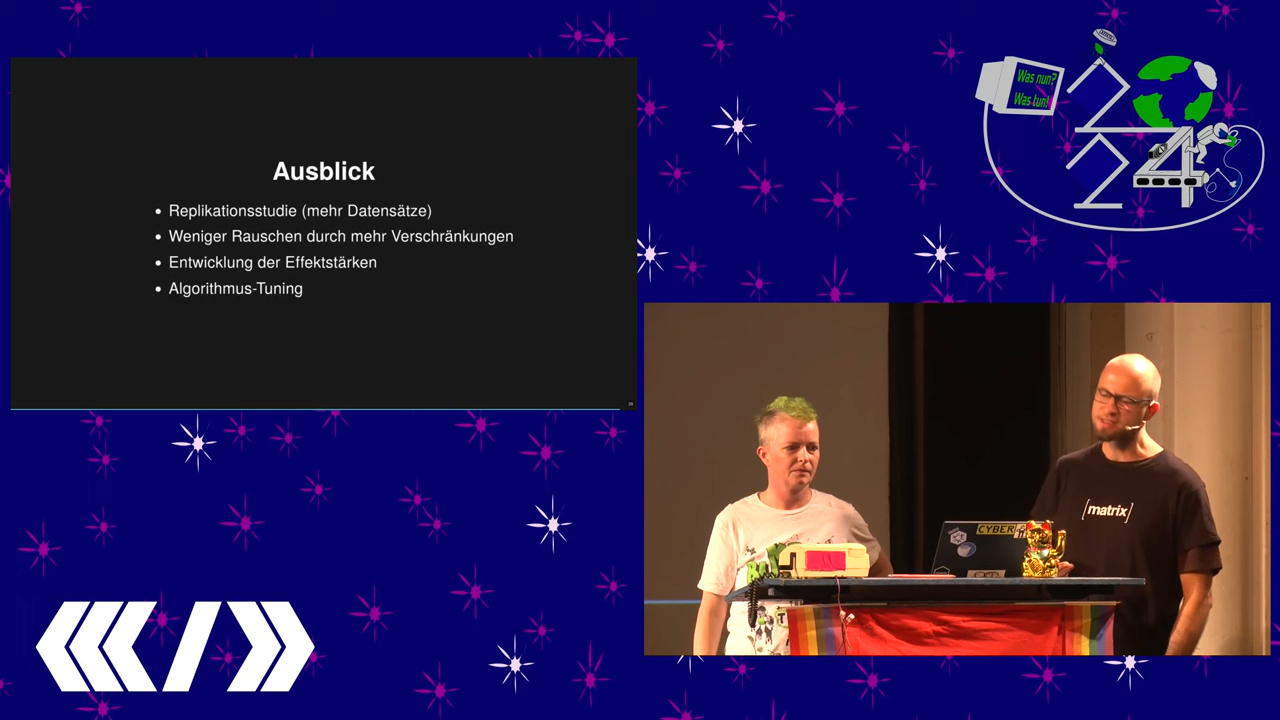 Ausblick
Replikationsstudie (mehr Datensätze)
Weniger Rauschen durch mehr Verschränkungen
Entwicklung der Effektstärken
Algorithmus-Tuning
Was nun?
Was tun!
2024
[matrix]
CYBER